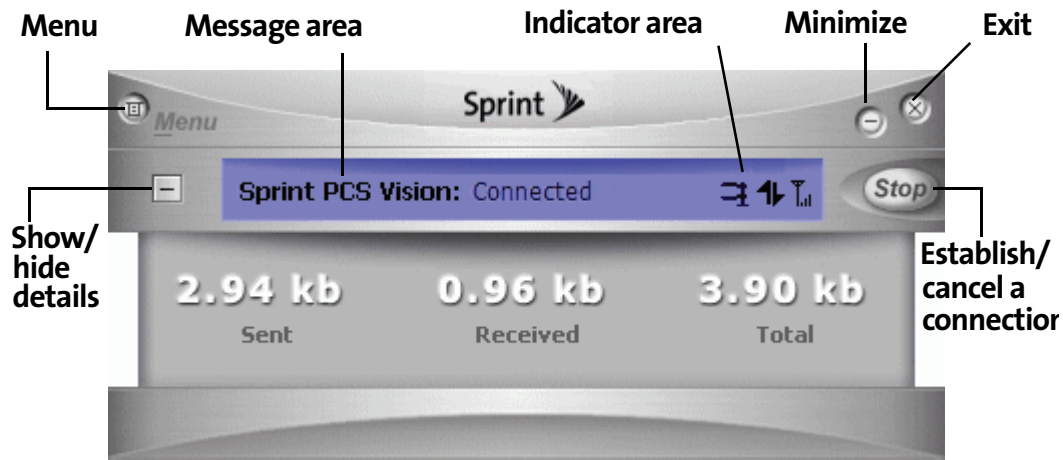 Menu
Message area
Indicator area
Minimize
Exit
Sprint
Menu
Sprint PCS Vision: Connected
Stop
Show/
hide
details
Establish/
cancel a
connection
2.94 kb
0.96 kb
3.90 kb
Sent
Received
Total